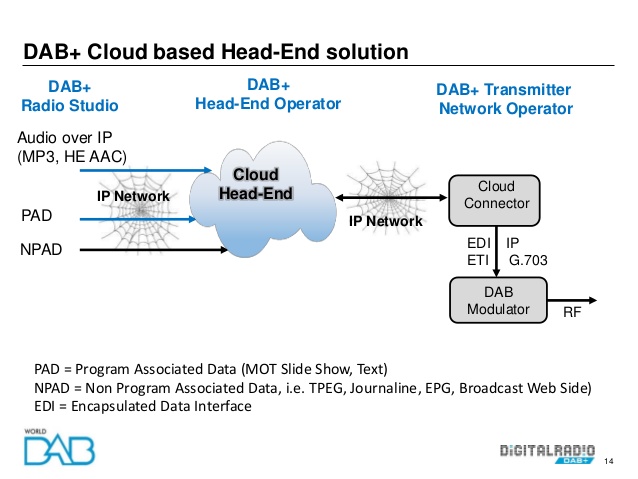 DAB+ Cloud based Head-End solution
DAB+
Radio Studio
DAB+
Head-End Operator
DAB+ Transmitter
Network Operator
Audio over IP
(MP3, HE AAC)
PAD
NPAD
IP Network
Cloud
Head-End
IP Network
Cloud
Connector
EDI IP
ETI G.703
DAB
Modulator
RF
PAD = Program Associated Data (MOT Slide Show, Text)
NPAD = Non Program Associated Data, i.e. TPEG, Journaline, EPG, Broadcast Web Side)
EDI = Encapsulated Data Interface
WORLD
DAB
DiGiTALRADiO
DAB+
14